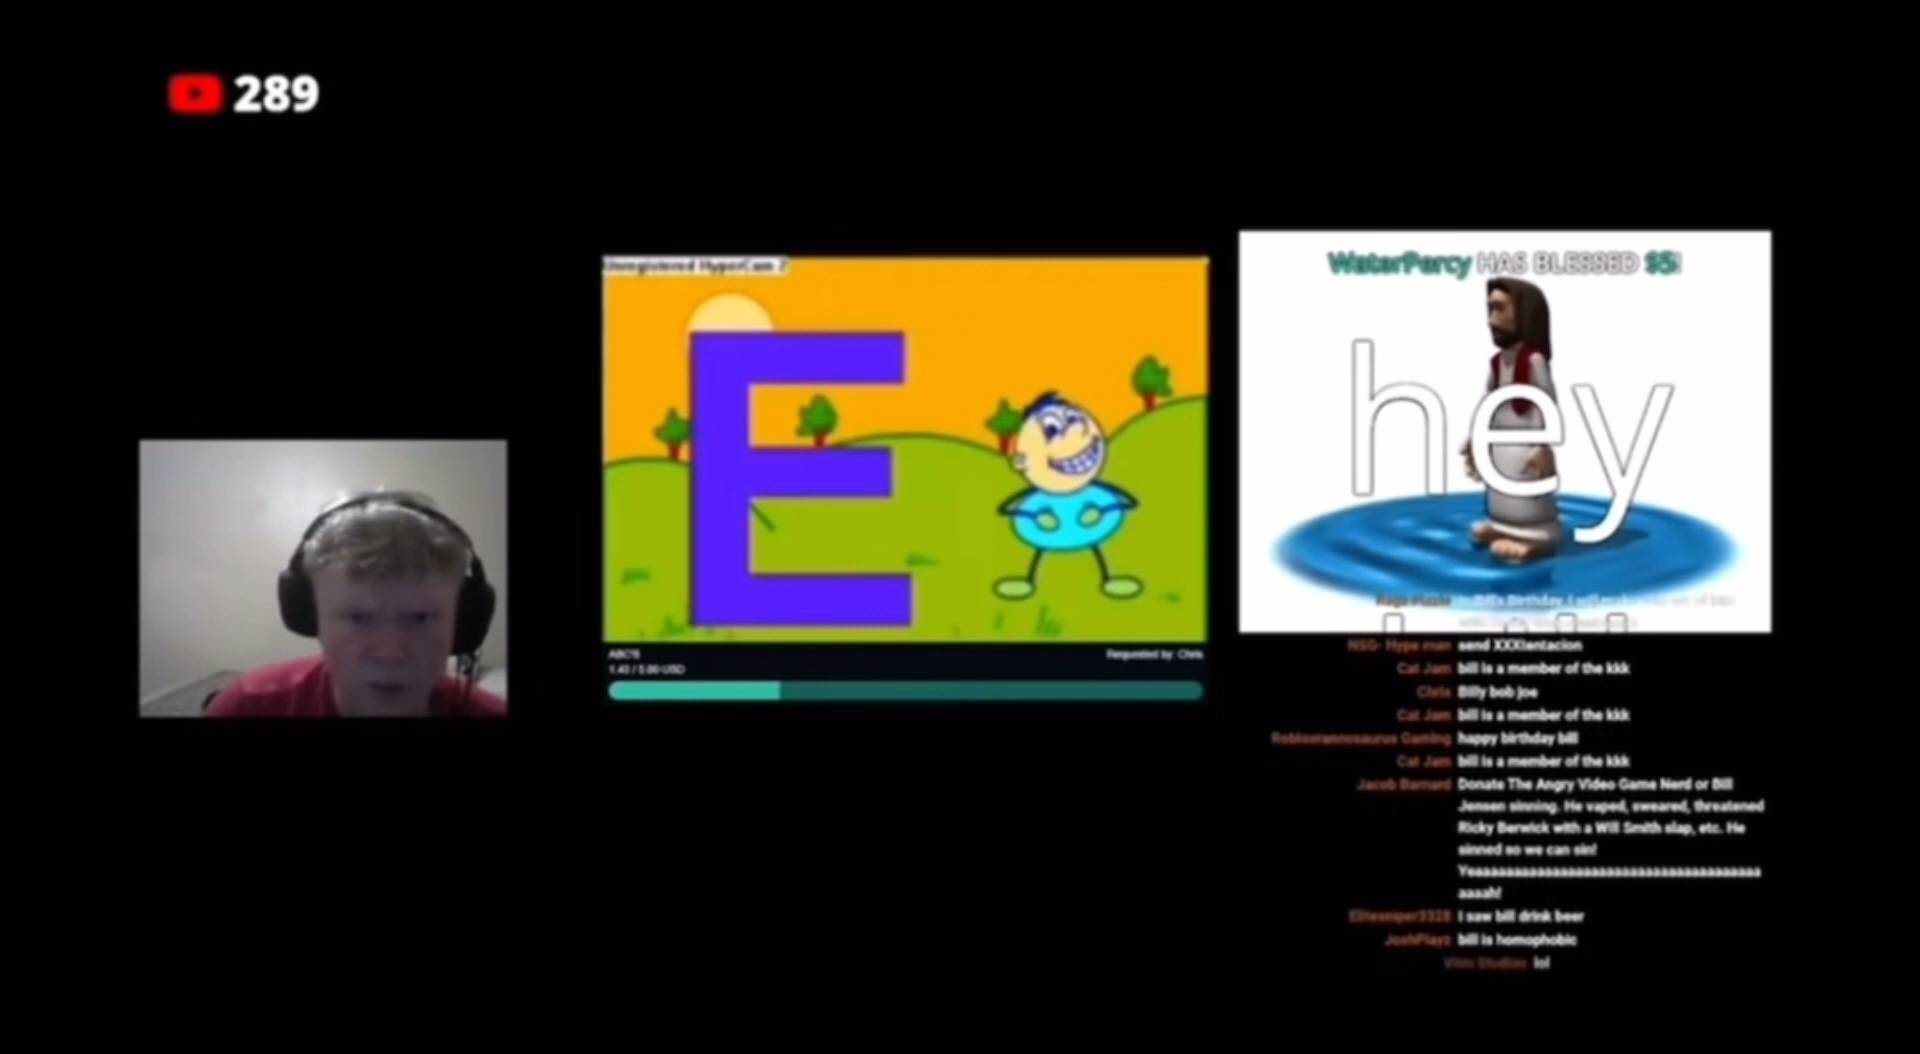 289
Unregistered HyperCam 2
E
ABC'S
Requested by: Chris
1.43 / 5.00 USD
WaterPercy HAS BLESSED $5!
hey
NSG- Hype man send XXXtentacion
Cat Jam bill is a member of the kkk
Chris Billy bob joe
Cat Jam bill is a member of the kkk
Robloxrannosaurus Gaming happy birthday bill
Cat Jam bill is a member of the kkk
Jacob Barnard Donate The Angry Video Game Nerd or Bill
Jensen sinning. He vaped, sweared, threatened
Ricky Berwick with a Will Smith slap, etc. He
sinned so we can sin!
Yeaaaaaaaaaaaaaaaaaaaaaaaaaaaaaaaaaaaaaa
aaaah!
Elitesniper3328 I saw bill drink beer
JoshPlayz bill is homophobic
Studios lol